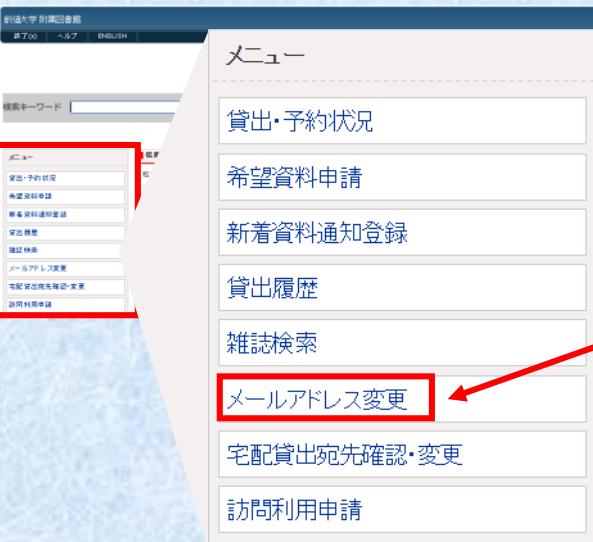 創価大学 附属図書館
終了(X) ヘルプ ENGLISH
検索キーワード
メニュー
貸出・予約状況
希望資料申請
新着資料通知登録
貸出履歴
雑誌検索
メールアドレス変更
宅配貸出宛先確認・変更
訪問利用申請
メニュー
貸出・予約状況
希望資料申請
新着資料通知登録
貸出履歴
雑誌検索
メールアドレス変更
宅配貸出宛先確認・変更
訪問利用申請